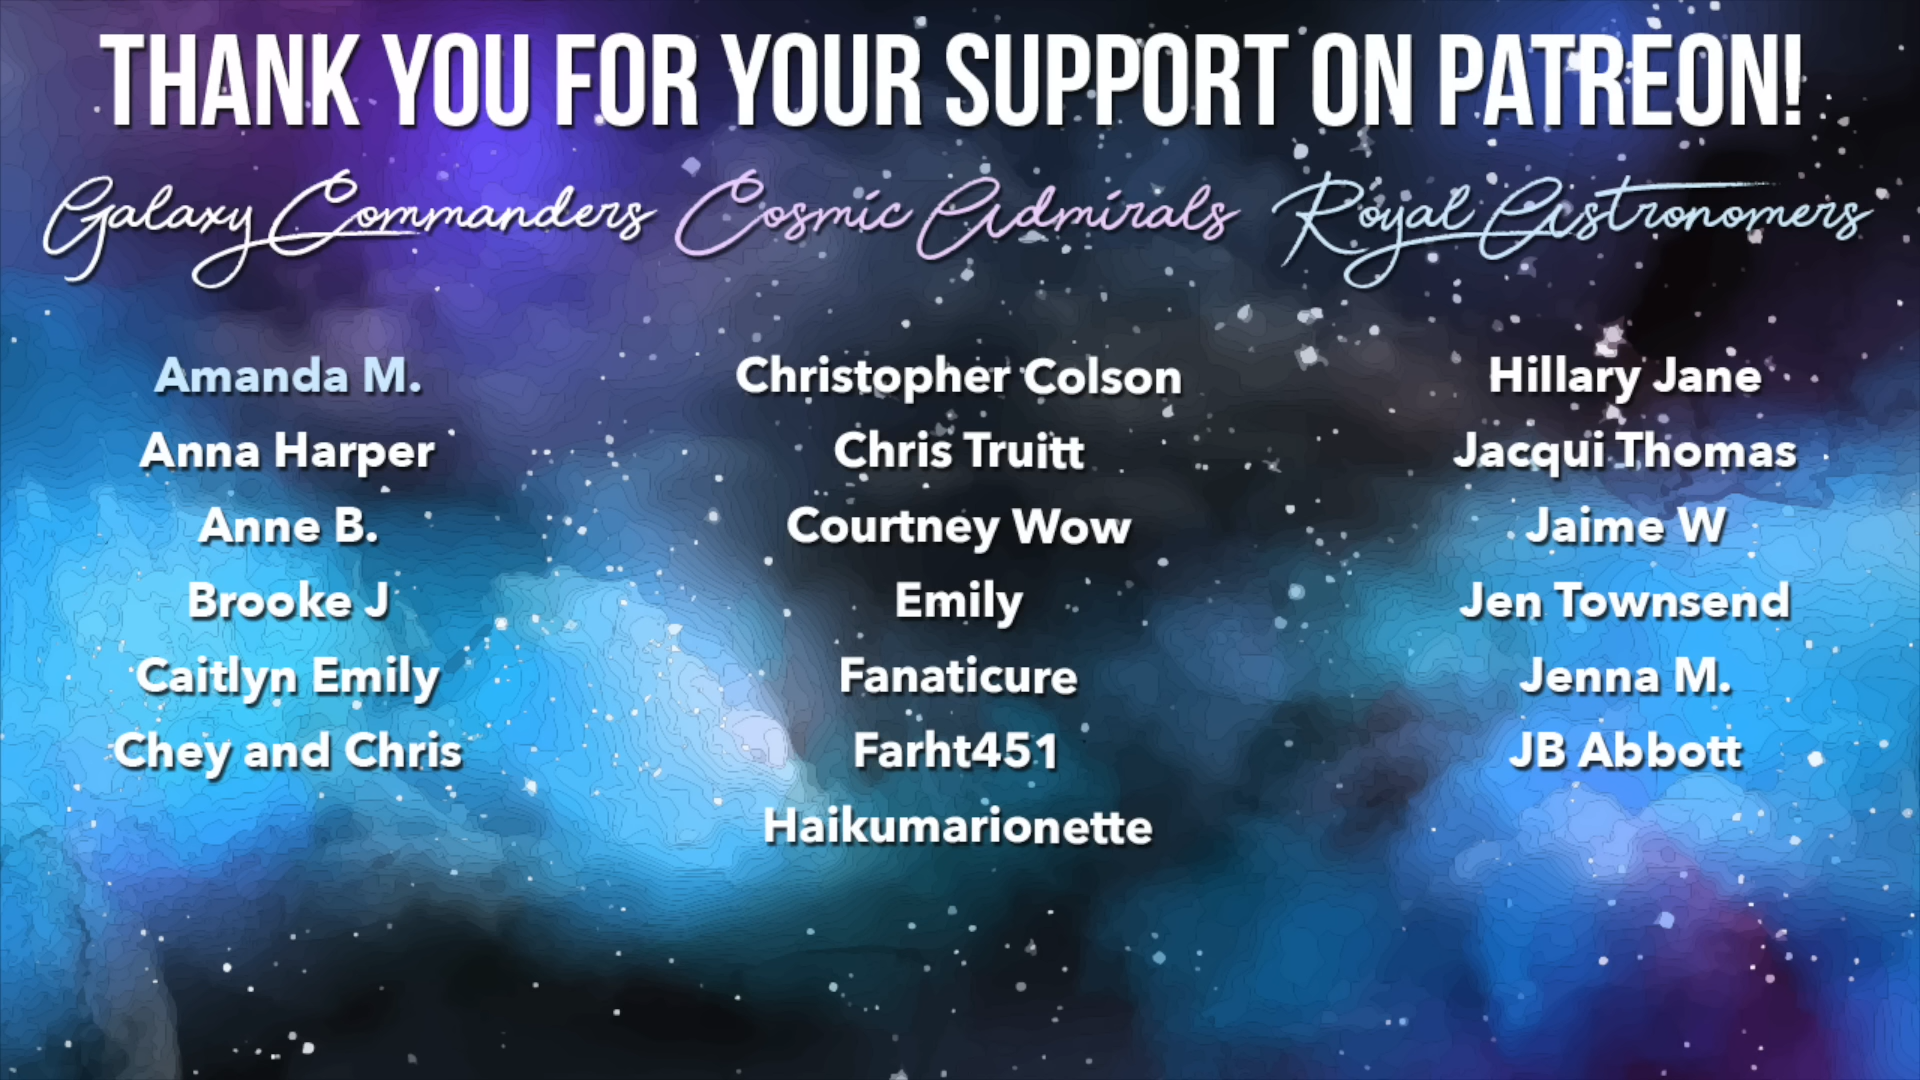 THANK YOU FOR YOUR SUPPORT ON PATREON!
Galaxy Commanders
Cosmic Admirals
Royal Astronomers
Amanda M.
Anna Harper
Anne B.
Brooke J
Caitlyn Emily
Chey and Chris
Christopher Colson
Chris Truitt
Courtney Wow
Emily
Fanaticure
Farht451
Haikumarionette
Hillary Jane
Jacqui Thomas
Jaime W
Jen Townsend
Jenna M.
JB Abbott